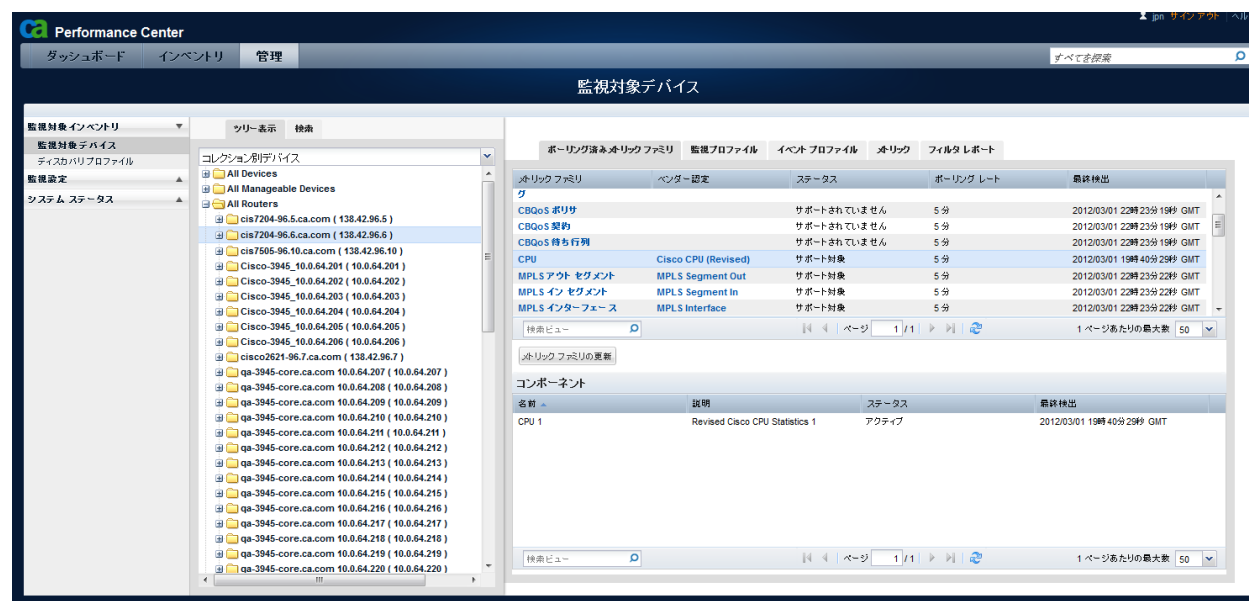 jpn サインアウト | ヘル
ca Performance Center
ダッシュボード インベントリ 管理
すべてを探索
監視対象デバイス
監視対象インベントリ
監視対象デバイス
ディスカバリプロファイル
監視設定
システム ステータス
ツリー表示 検索
コレクション別デバイス
All Devices
All Manageable Devices
All Routers
cis7204-96.5.ca.com ( 138.42.96.5 )
cis7204-96.6.ca.com ( 138.42.96.6 )
cis7505-96.10.ca.com ( 138.42.96.10 )
Cisco-3945_10.0.64.201 ( 10.0.64.201 )
Cisco-3945_10.0.64.202 ( 10.0.64.202 )
Cisco-3945_10.0.64.203 ( 10.0.64.203 )
Cisco-3945_10.0.64.204 ( 10.0.64.204 )
Cisco-3945_10.0.64.205 ( 10.0.64.205 )
Cisco-3945_10.0.64.206 ( 10.0.64.206 )
cisco2621-96.7.ca.com ( 138.42.96.7 )
qa-3945-core.ca.com 10.0.64.207 ( 10.0.64.207 )
qa-3945-core.ca.com 10.0.64.208 ( 10.0.64.208 )
qa-3945-core.ca.com 10.0.64.209 ( 10.0.64.209 )
qa-3945-core.ca.com 10.0.64.210 ( 10.0.64.210 )
qa-3945-core.ca.com 10.0.64.211 ( 10.0.64.211 )
qa-3945-core.ca.com 10.0.64.212 ( 10.0.64.212 )
qa-3945-core.ca.com 10.0.64.213 ( 10.0.64.213 )
qa-3945-core.ca.com 10.0.64.214 ( 10.0.64.214 )
qa-3945-core.ca.com 10.0.64.215 ( 10.0.64.215 )
qa-3945-core.ca.com 10.0.64.216 ( 10.0.64.216 )
qa-3945-core.ca.com 10.0.64.217 ( 10.0.64.217 )
qa-3945-core.ca.com 10.0.64.218 ( 10.0.64.218 )
qa-3945-core.ca.com 10.0.64.219 ( 10.0.64.219 )
qa-3945-core.ca.com 10.0.64.220 ( 10.0.64.220 )
ポーリング済みメトリック ファミリ 監視プロファイル イベント プロファイル メトリック フィルタ レポート
メトリック ファミリ ベンダー認定 ステータス ポーリング レート 最終検出
グ
CBQoS ポリサ サポートされていません 5 分 2012/03/01 22時23分19秒 GMT
CBQoS 契約 サポートされていません 5 分 2012/03/01 22時23分19秒 GMT
CBQoS 待ち行列 サポートされていません 5 分 2012/03/01 22時23分19秒 GMT
CPU Cisco CPU (Revised) サポート対象 5 分 2012/03/01 19時40分29秒 GMT
MPLS アウト セグメント MPLS Segment Out サポート対象 5 分 2012/03/01 22時23分22秒 GMT
MPLS イン セグメント MPLS Segment In サポート対象 5 分 2012/03/01 22時23分22秒 GMT
MPLS インターフェース MPLS Interface サポート対象 5 分 2012/03/01 22時23分22秒 GMT
検索ビュー ページ 1 / 1 1 ページあたりの最大数 50
メトリック ファミリの更新
コンポーネント
名前 説明 ステータス 最終検出
CPU 1 Revised Cisco CPU Statistics 1 アクティブ 2012/03/01 19時40分29秒 GMT
検索ビュー ページ 1 / 1 1 ページあたりの最大数 50